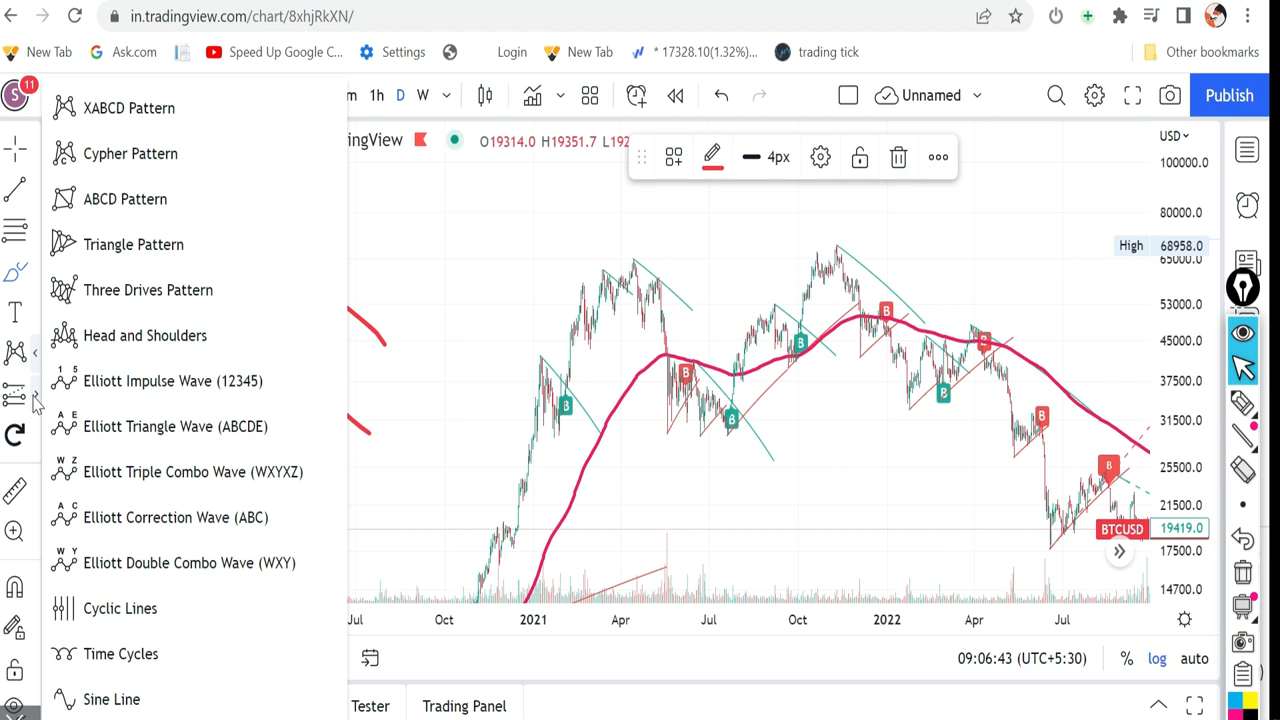 in.tradingview.com/chart/8xhjRkXN/
New Tab
Ask.com
Speed Up Google C...
Settings
Login
New Tab
* 17328.10(1.32%)...
trading tick
Other bookmarks
11
S
m 1h D W
Unnamed
Publish
XABCD Pattern
Cypher Pattern
ABCD Pattern
Triangle Pattern
Three Drives Pattern
Head and Shoulders
Elliott Impulse Wave (12345)
Elliott Triangle Wave (ABCDE)
Elliott Triple Combo Wave (WXYXZ)
Elliott Correction Wave (ABC)
Elliott Double Combo Wave (WXY)
Cyclic Lines
Time Cycles
Sine Line
ingView
O19314.0 H19351.7 L192
4px
USD
100000.0
80000.0
High 68958.0
65000.0
53000.0
45000.0
37500.0
31500.0
25500.0
21500.0
BTCUSD 19419.0
17500.0
14700.0
B
B
B
B
B
B
B
B
B
Jul Oct 2021 Apr Jul Oct 2022 Apr Jul
09:06:43 (UTC+5:30) % log auto
Tester
Trading Panel